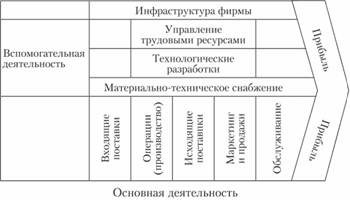 Инфраструктура фирмы
Вспомогательная
деятельность
Управление
трудовыми ресурсами
Технологические
разработки
Материально-техническое снабжение
Прибыль
Входящие
поставки
Операции
(производство)
Исходящие
поставки
Маркетинг
и продажи
Обслуживание
Прибыль
Основная деятельность